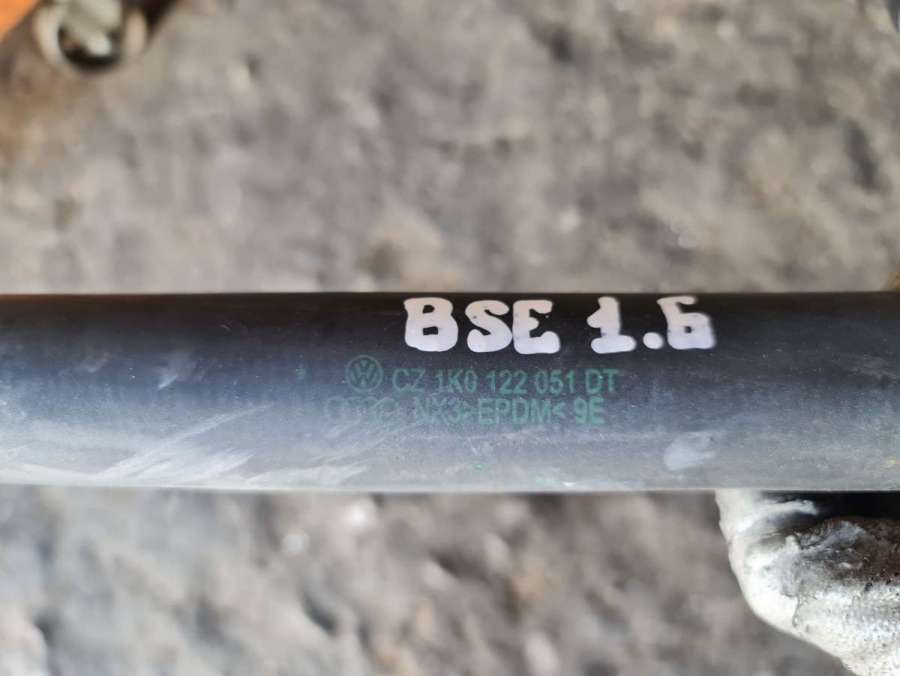 BSE 1.6
CZ 1K0 122 051 DT
NX3>EPDM< 9E